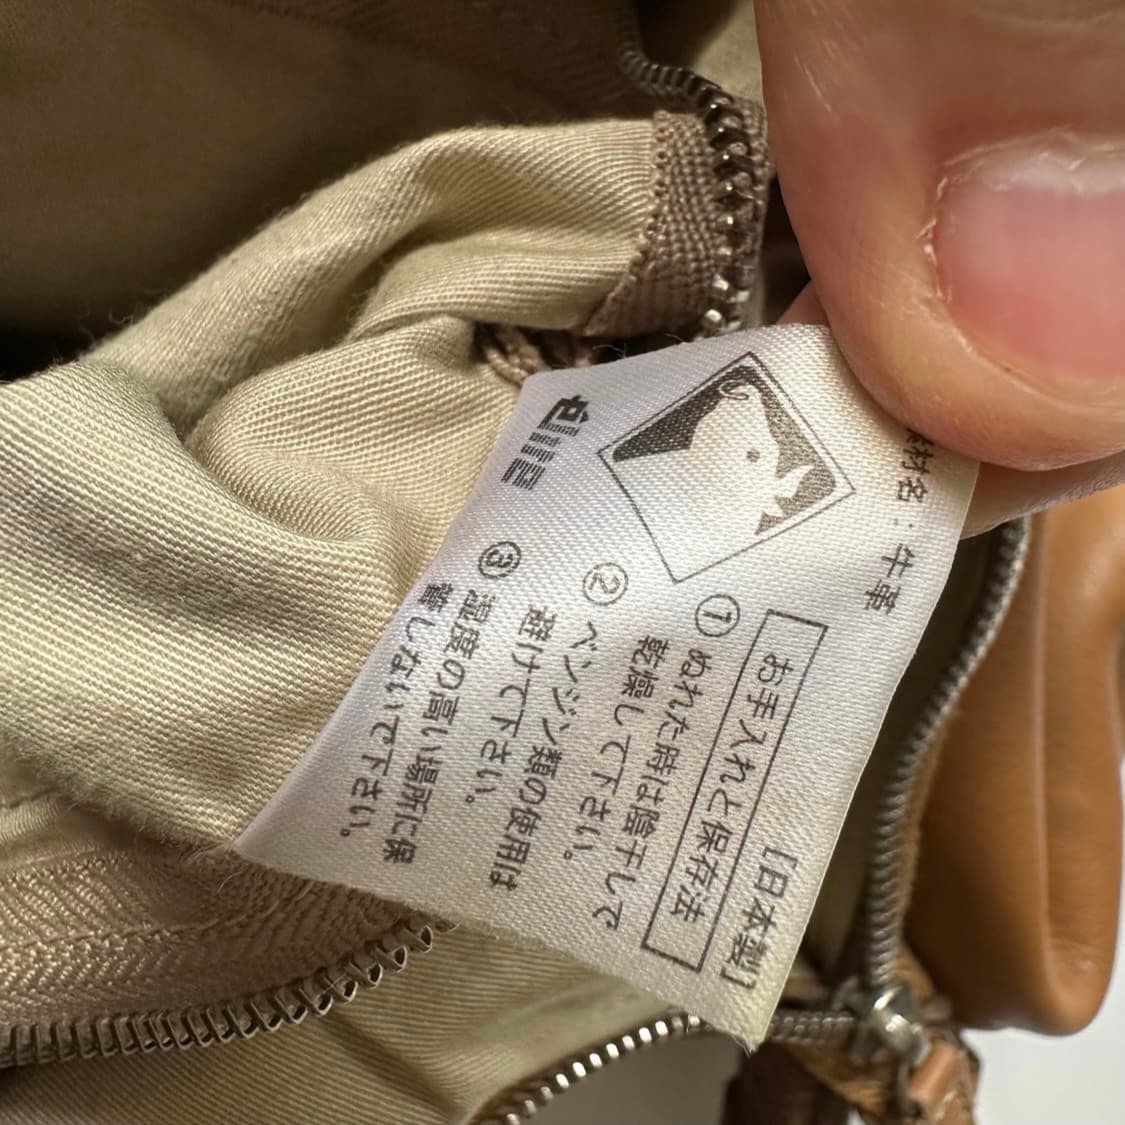 素材名：牛革
[日本製]
お手入れと保存法
① ぬれた時は陰干しして
乾燥して下さい。
② ベンジン類の使用は
避けて下さい。
③ 温度の高い場所に保
管しないで下さい。